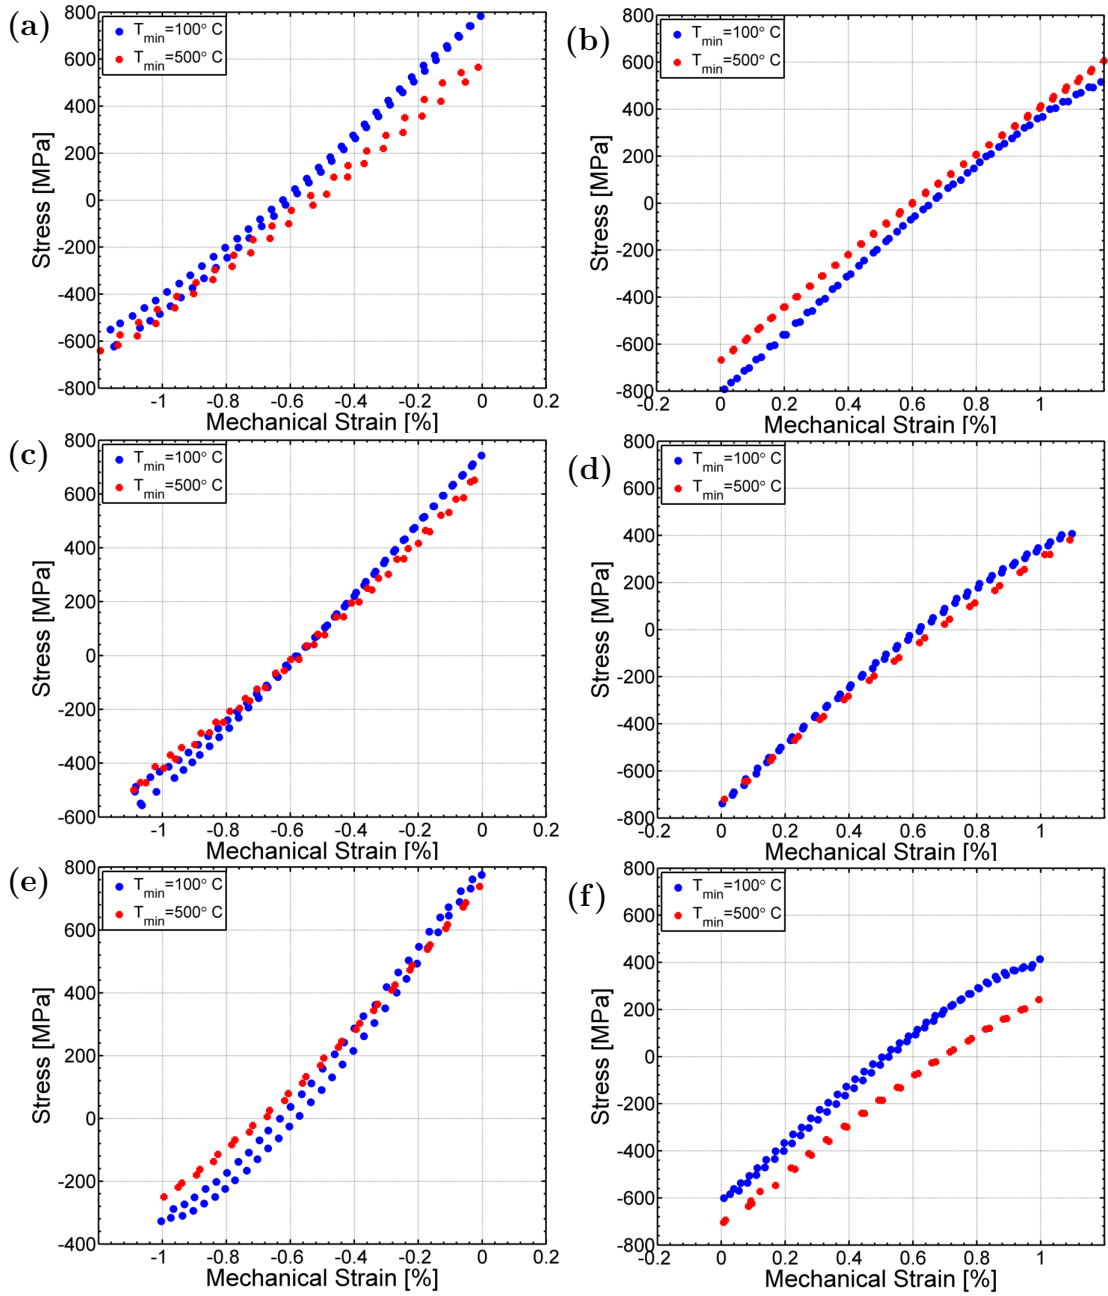 (a)
T_min=100° C
T_min=500° C
800
600
400
200
0
-200
-400
-600
-800
Stress [MPa]
-1 -0.8 -0.6 -0.4 -0.2 0 0.2
Mechanical Strain [%]
(b)
T_min=100° C
T_min=500° C
800
600
400
200
0
-200
-400
-600
-800
Stress [MPa]
-0.2 0 0.2 0.4 0.6 0.8 1
Mechanical Strain [%]
(c)
T_min=100° C
T_min=500° C
800
600
400
200
0
-200
-400
-600
Stress [MPa]
-1 -0.8 -0.6 -0.4 -0.2 0 0.2
Mechanical Strain [%]
(d)
T_min=100° C
T_min=500° C
800
600
400
200
0
-200
-400
-600
-800
Stress [MPa]
-0.2 0 0.2 0.4 0.6 0.8 1
Mechanical Strain [%]
(e)
T_min=100° C
T_min=500° C
800
600
400
200
0
-200
-400
Stress [MPa]
-1 -0.8 -0.6 -0.4 -0.2 0 0.2
Mechanical Strain [%]
(f)
T_min=100° C
T_min=500° C
800
600
400
200
0
-200
-400
-600
-800
Stress [MPa]
-0.2 0 0.2 0.4 0.6 0.8 1
Mechanical Strain [%]